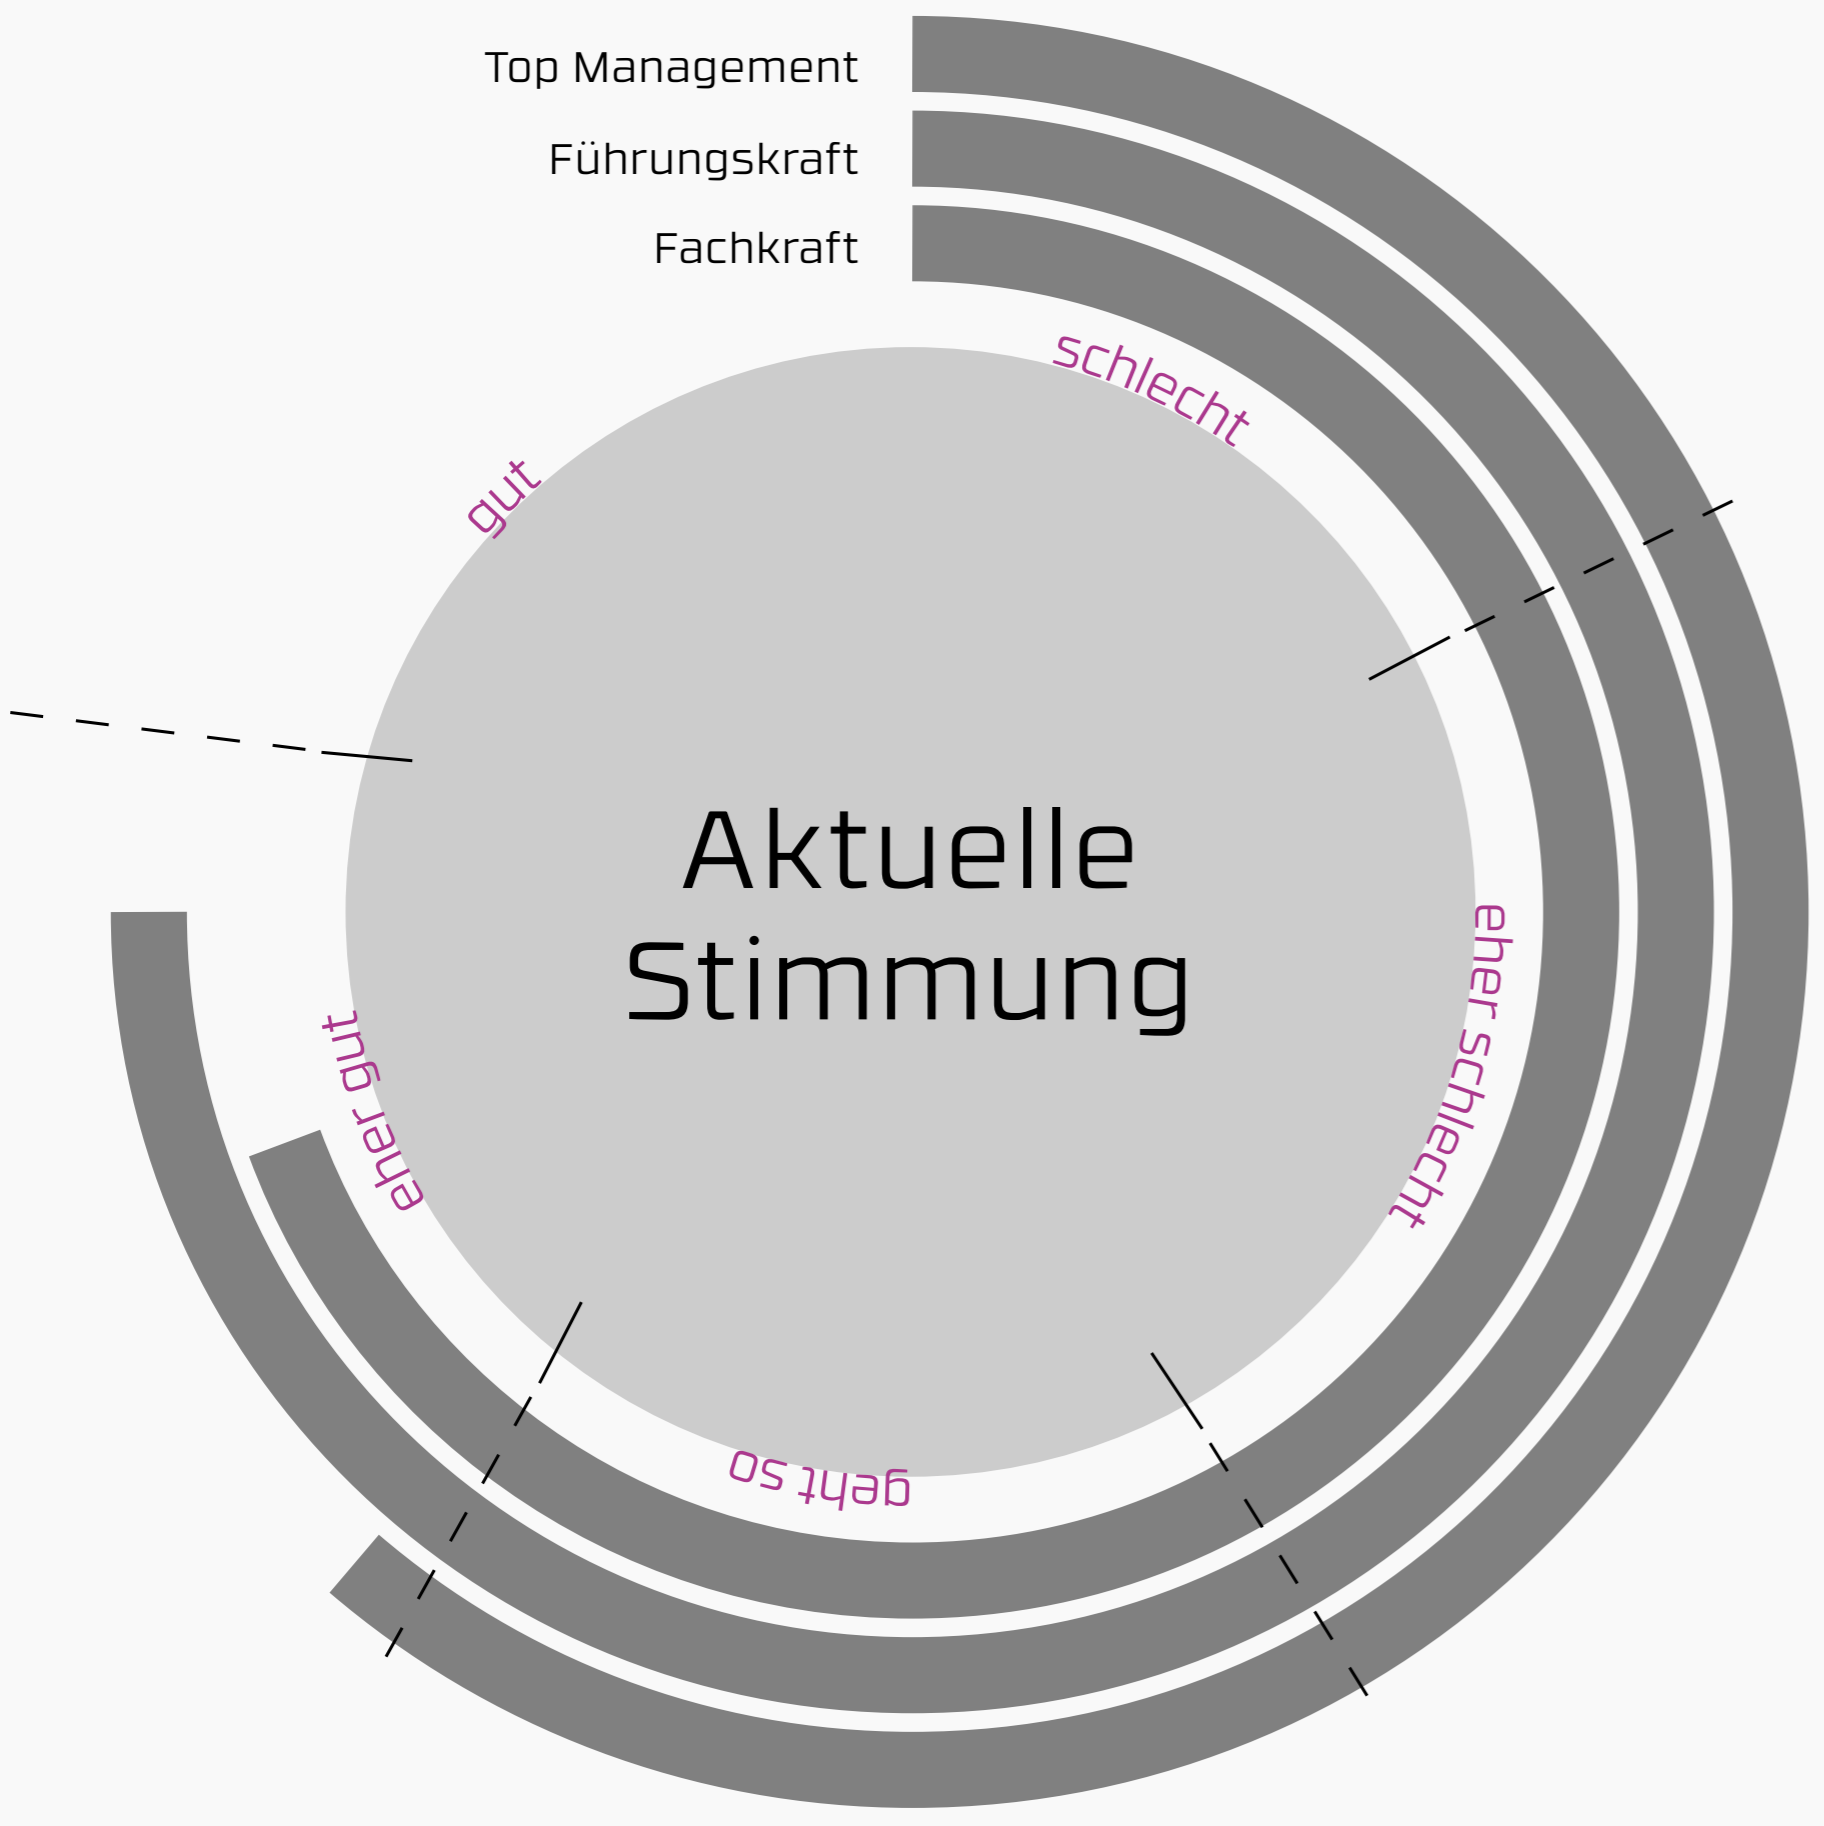 Top Management
Führungskraft
Fachkraft
schlecht
eher schlecht
geht so
eher gut
gut
Aktuelle
Stimmung